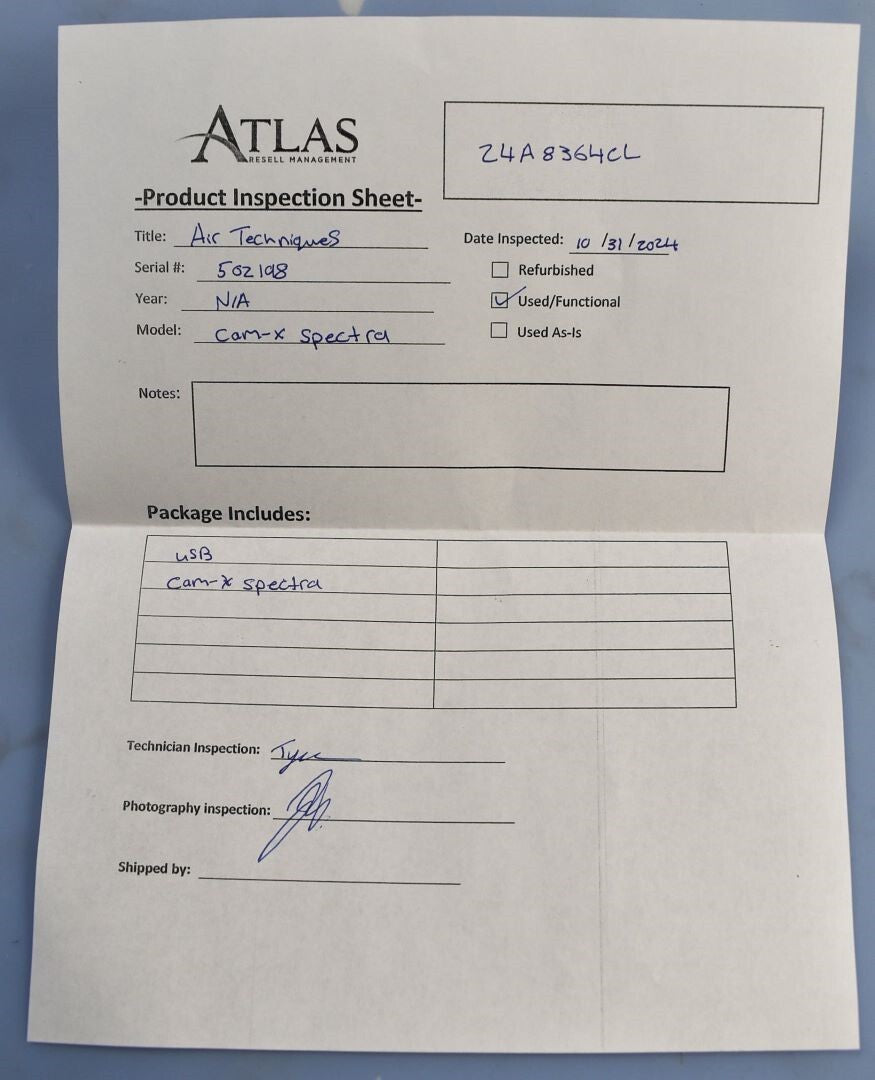 ATLAS
RESELL MANAGEMENT
24A8364CL
-Product Inspection Sheet-
Title: Air Techniques
Date Inspected: 10/31/2024
Serial #: 502198
Refurbished
Year: N/A
Used/Functional
Model: Cam-x spectra
Used As-Is
Notes:
Package Includes:
USB
Cam-x spectra
Technician Inspection:
Photography inspection:
Shipped by: